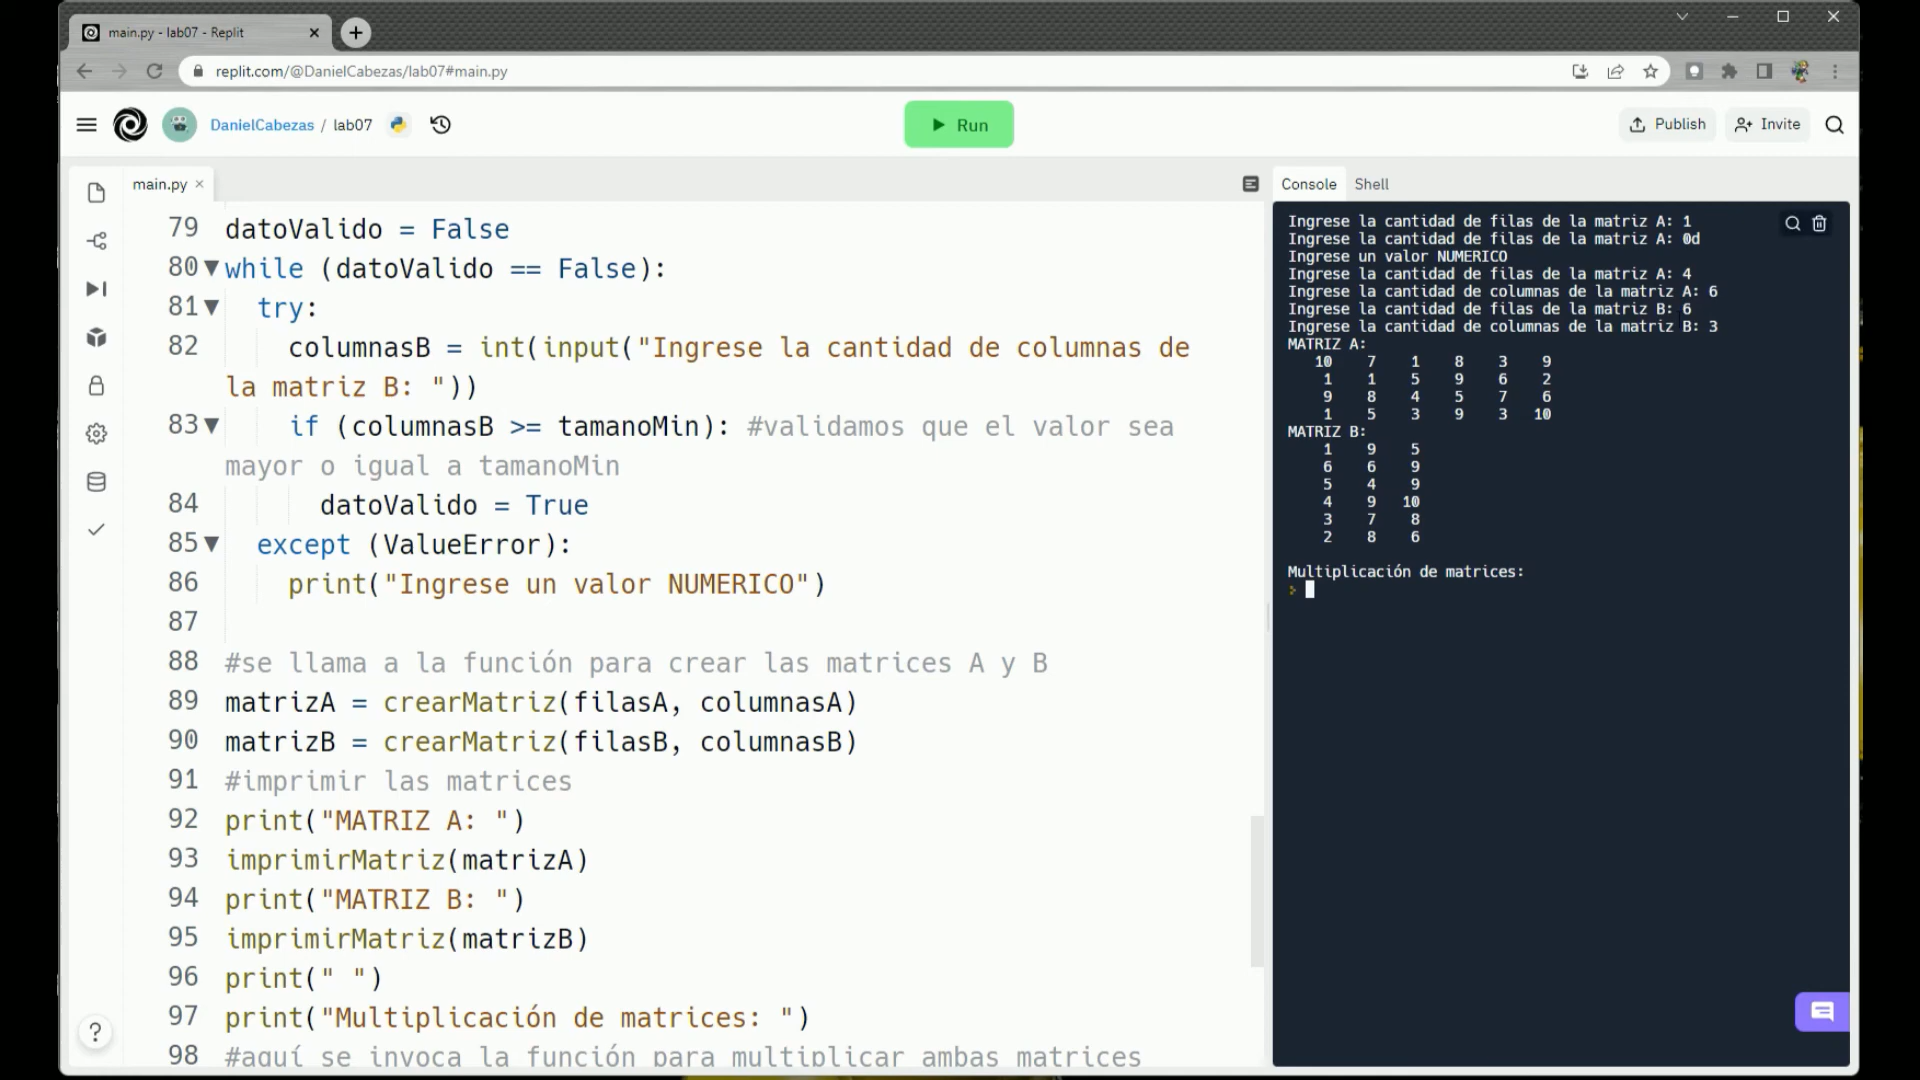 main.py - lab07 - Replit
replit.com/@DanielCabezas/lab07#main.py
DanielCabezas / lab07
Run
Publish
Invite
main.py
79 datoValido = False
80 while (datoValido == False):
81 try:
82 columnasB = int(input("Ingrese la cantidad de columnas de
la matriz B: "))
83 if (columnasB >= tamanoMin): #validamos que el valor sea
mayor o igual a tamanoMin
84 datoValido = True
85 except (ValueError):
86 print("Ingrese un valor NUMERICO")
87
88 #se llama a la función para crear las matrices A y B
89 matrizA = crearMatriz(filasA, columnasA)
90 matrizB = crearMatriz(filasB, columnasB)
91 #imprimir las matrices
92 print("MATRIZ A: ")
93 imprimirMatriz(matrizA)
94 print("MATRIZ B: ")
95 imprimirMatriz(matrizB)
96 print(" ")
97 print("Multiplicación de matrices: ")
98 #aquí se invoca la función para multiplicar ambas matrices
?
Console Shell
Ingrese la cantidad de filas de la matriz A: 1
Ingrese la cantidad de filas de la matriz A: 0d
Ingrese un valor NUMERICO
Ingrese la cantidad de filas de la matriz A: 4
Ingrese la cantidad de columnas de la matriz A: 6
Ingrese la cantidad de filas de la matriz B: 6
Ingrese la cantidad de columnas de la matriz B: 3
MATRIZ A:
10 7 1 8 3 9
1 1 5 9 6 2
9 8 4 5 7 6
1 5 3 9 3 10
MATRIZ B:
1 9 5
6 6 9
5 4 9
4 9 10
3 7 8
2 8 6
Multiplicación de matrices: